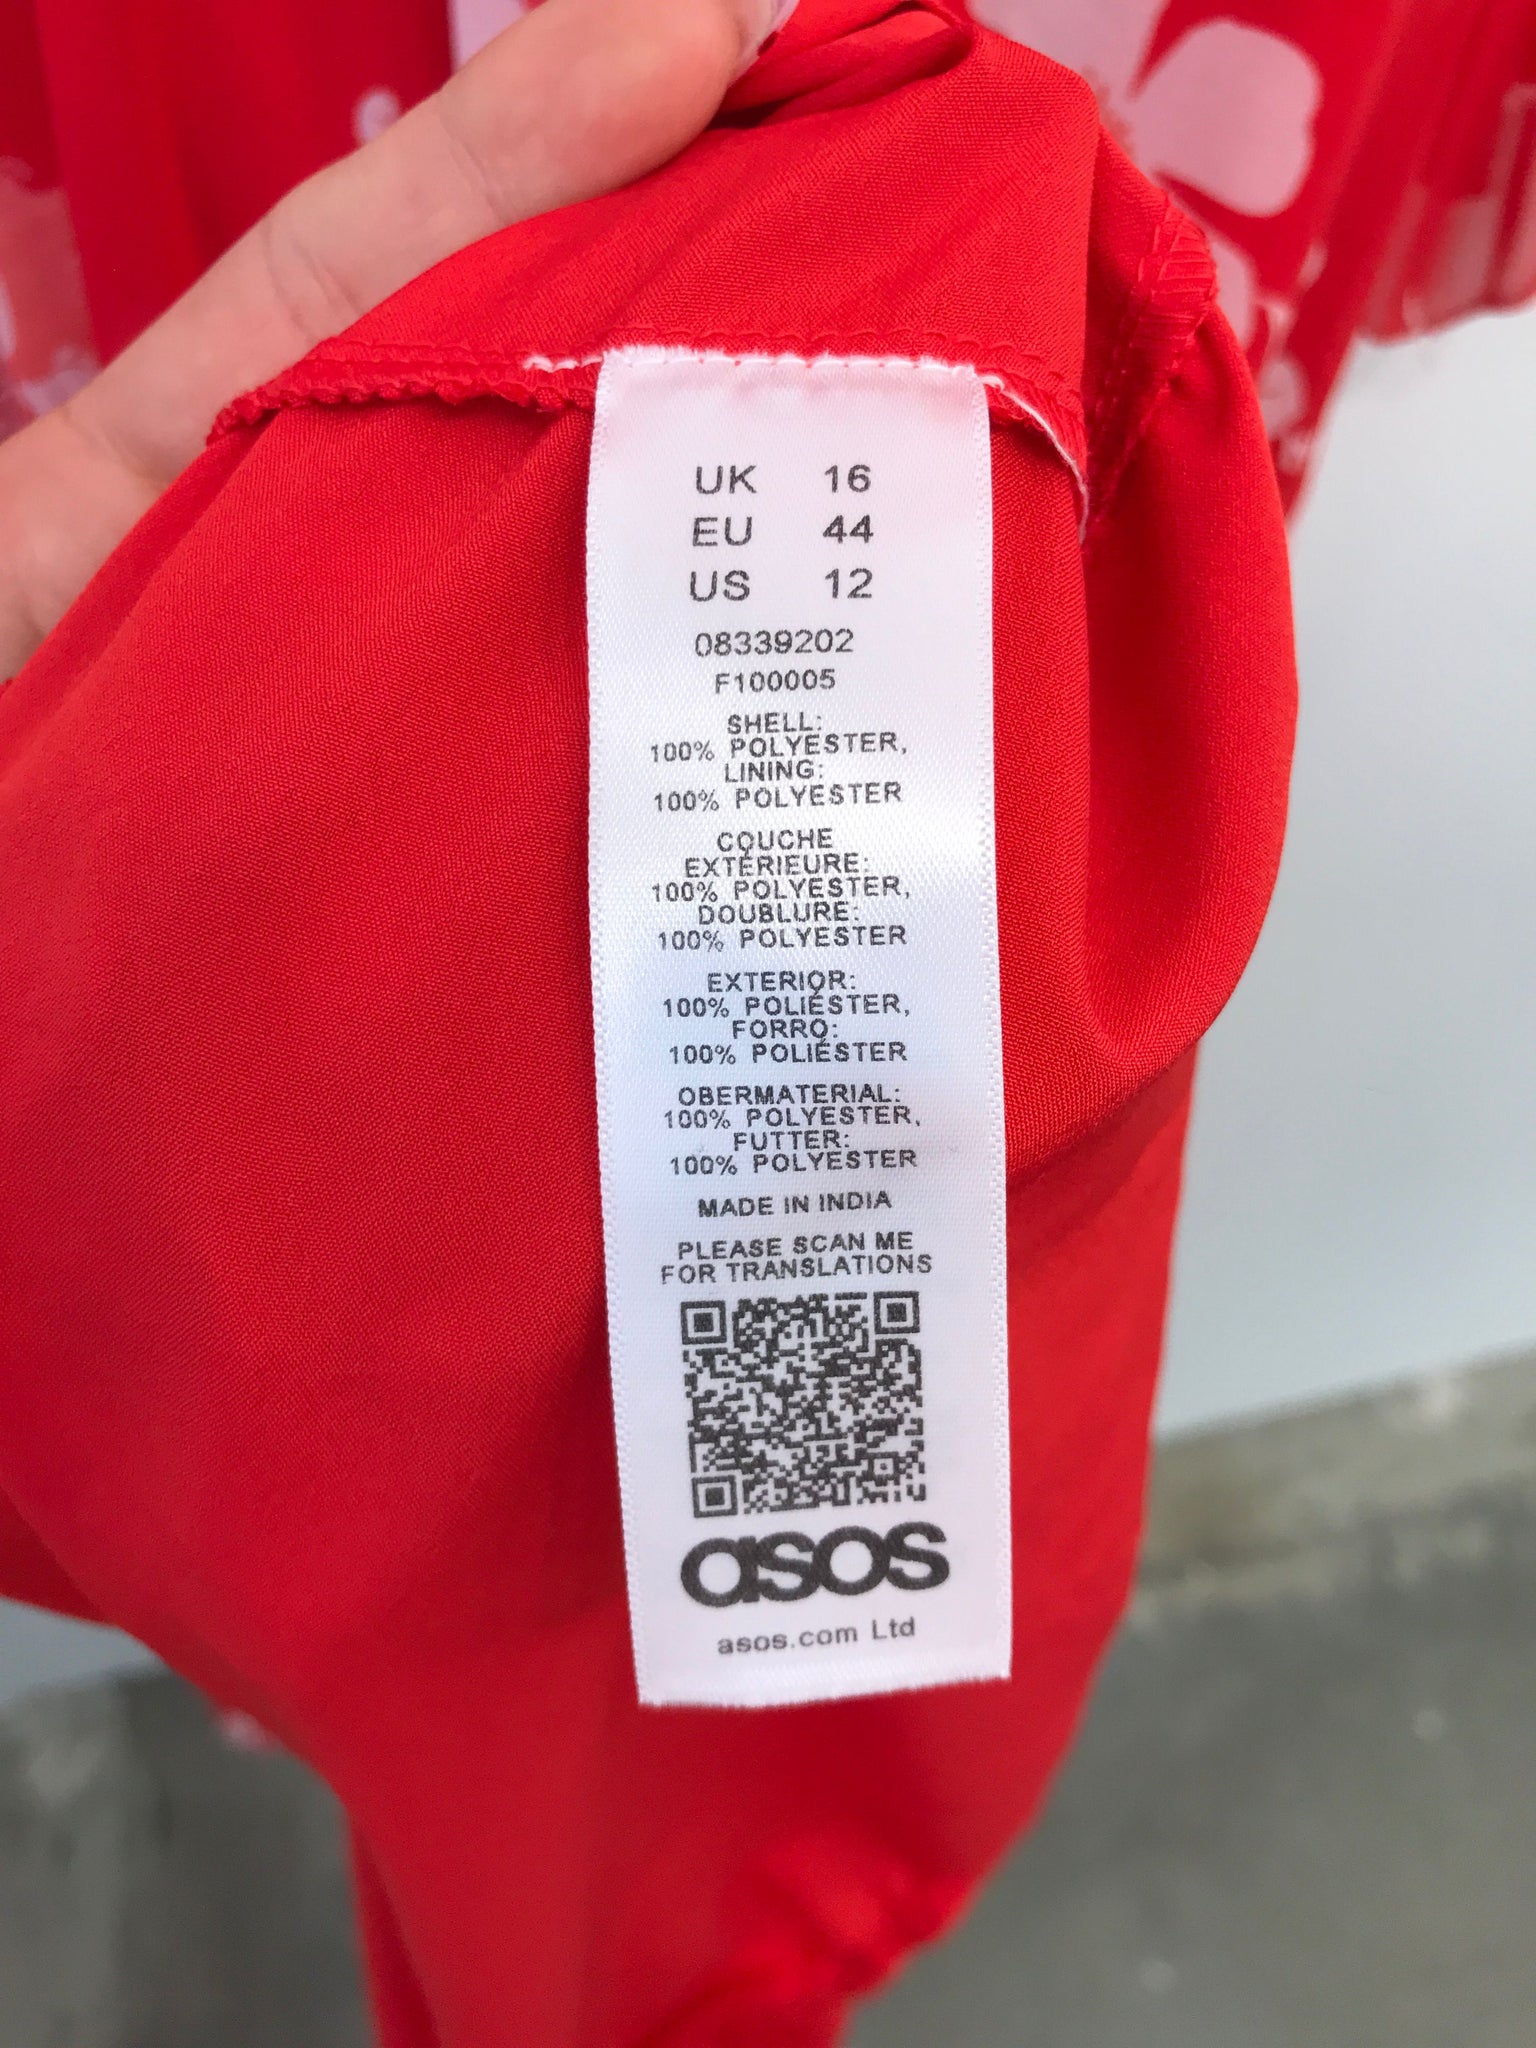 UK 16
EU 44
US 12
08339202
F100005
SHELL:
100% POLYESTER,
LINING:
100% POLYESTER
COUCHE
EXTÉRIEURE:
100% POLYESTER,
DOUBLURE:
100% POLYESTER
EXTERIOR:
100% POLIÉSTER,
FORRO:
100% POLIÉSTER
OBERMATERIAL:
100% POLYESTER,
FUTTER:
100% POLYESTER
MADE IN INDIA
PLEASE SCAN ME
FOR TRANSLATIONS
asos
asos.com Ltd